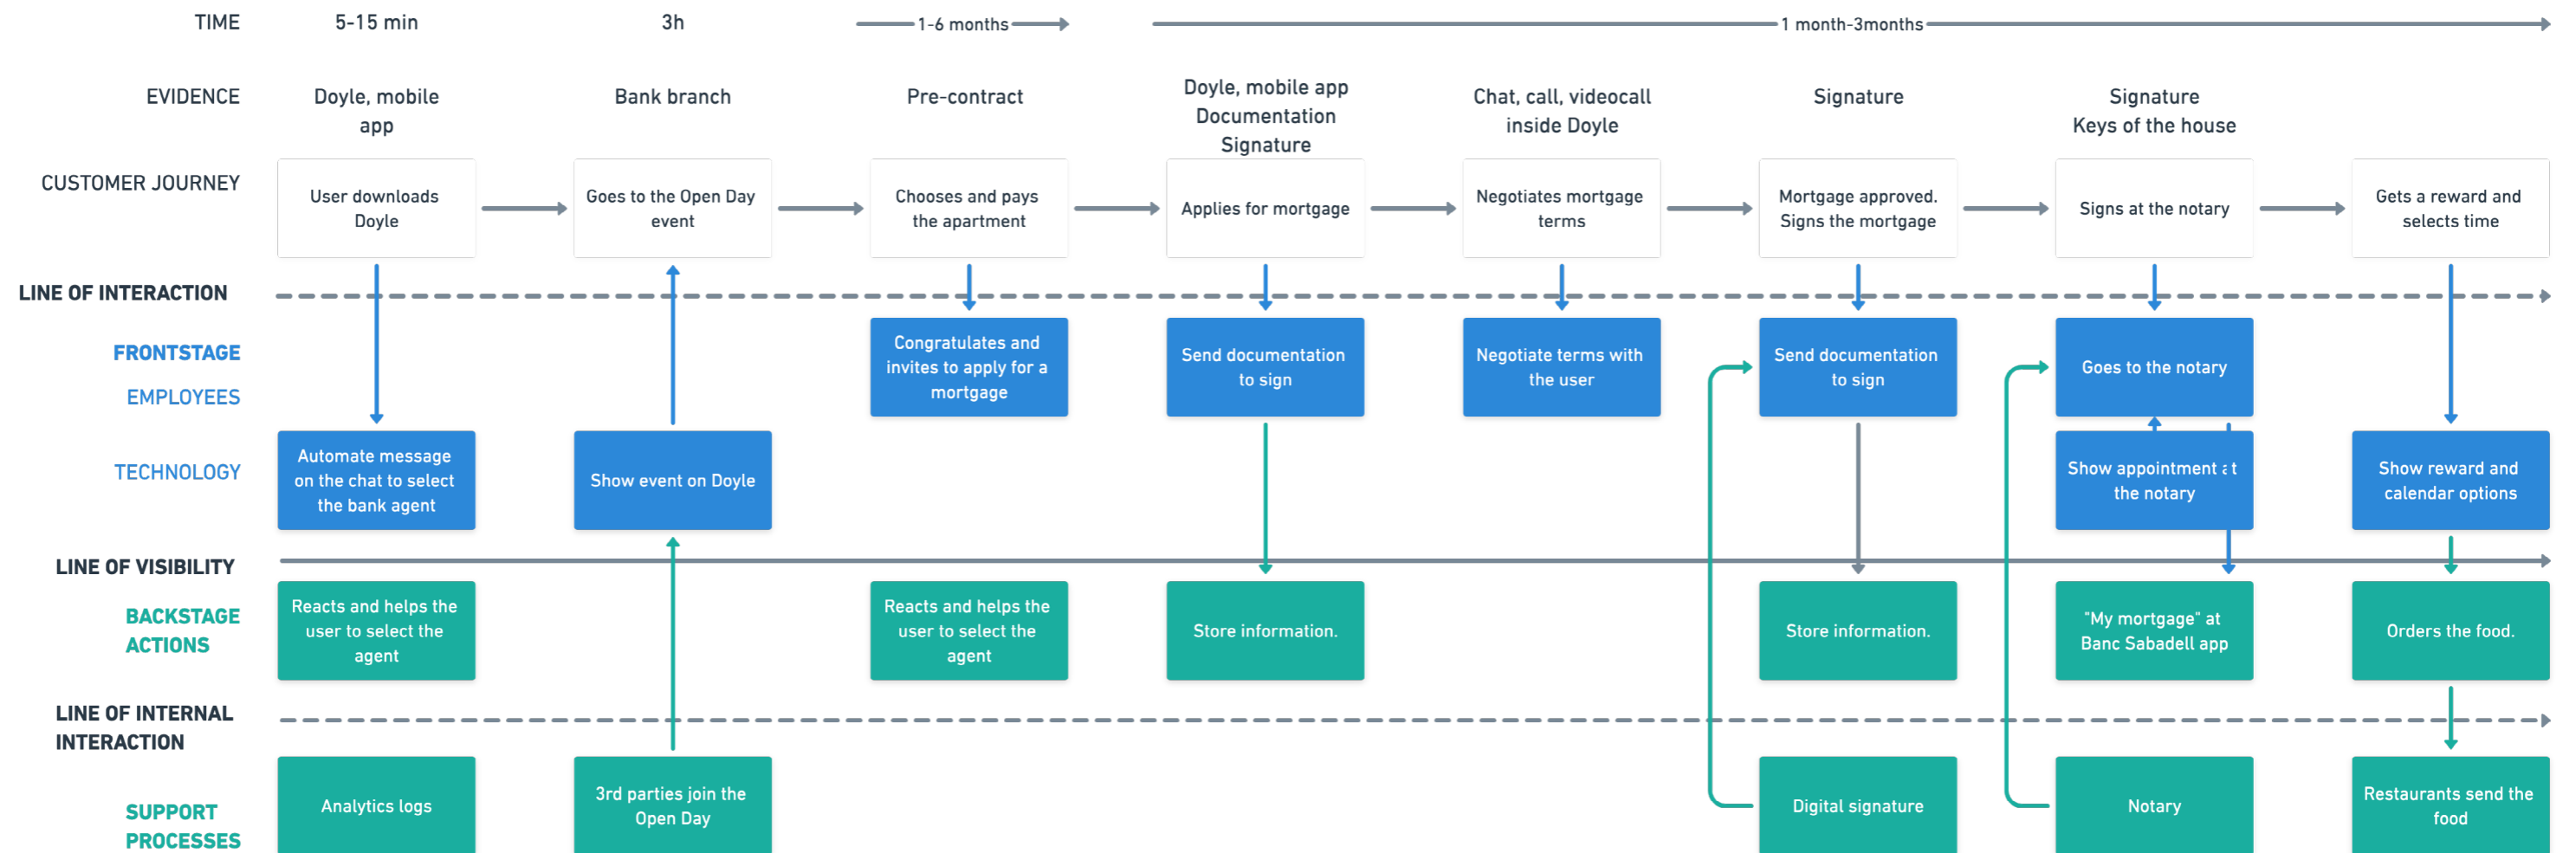 TIME
5-15 min
3h
1-6 months
1 month-3months
EVIDENCE
Doyle, mobile
app
Bank branch
Pre-contract
Doyle, mobile app
Documentation
Signature
Chat, call, videocall
inside Doyle
Signature
Signature
Keys of the house
CUSTOMER JOURNEY
User downloads
Doyle
Goes to the Open Day
event
Chooses and pays
the apartment
Applies for mortgage
Negotiates mortgage
terms
Mortgage approved.
Signs the mortgage
Signs at the notary
Gets a reward and
selects time
LINE OF INTERACTION
FRONTSTAGE
EMPLOYEES
Congratulates and
invites to apply for a
mortgage
Send documentation
to sign
Negotiate terms with
the user
Send documentation
to sign
Goes to the notary
TECHNOLOGY
Automate message
on the chat to select
the bank agent
Show event on Doyle
Show appointment at
the notary
Show reward and
calendar options
LINE OF VISIBILITY
BACKSTAGE
ACTIONS
Reacts and helps the
user to select the
agent
Reacts and helps the
user to select the
agent
Store information.
Store information.
"My mortgage" at
Banc Sabadell app
Orders the food.
LINE OF INTERNAL
INTERACTION
SUPPORT
PROCESSES
Analytics logs
3rd parties join the
Open Day
Digital signature
Notary
Restaurants send the
food